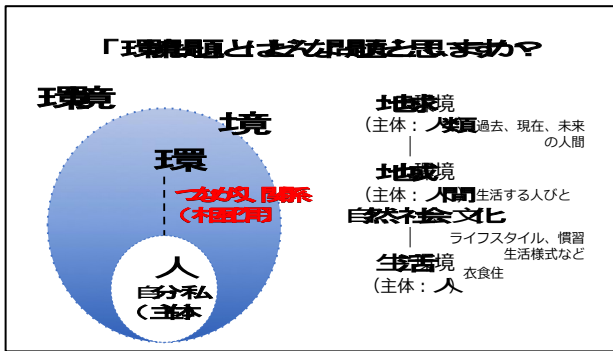 「環境問題とはどんな問題だと思いますか？
環境
境
環
つながり、関係
（相互作用）
人
自分、私
（主体）
地球環境
（主体：人類）過去、現在、未来
の人間
地域環境
（主体：人間）生活する人びと
自然、社会、文化
ライフスタイル、慣習
生活様式など
生活環境
衣食住
（主体：人）